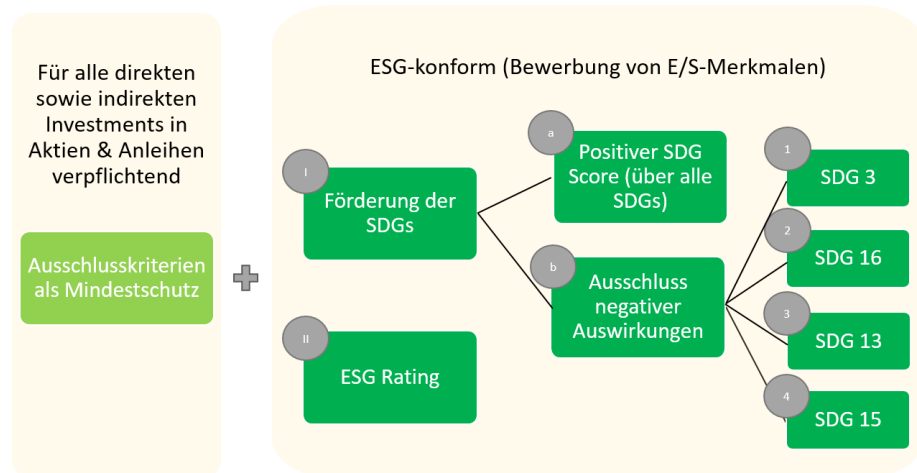 Für alle direkten
sowie indirekten
Investments in
Aktien & Anleihen
verpflichtend
Ausschlusskriterien
als Mindestschutz
ESG-konform (Bewerbung von E/S-Merkmalen)
I
Förderung der
SDGs
II
ESG Rating
a
Positiver SDG
Score (über alle
SDGs)
b
Ausschluss
negativer
Auswirkungen
1
SDG 3
2
SDG 16
3
SDG 13
4
SDG 15